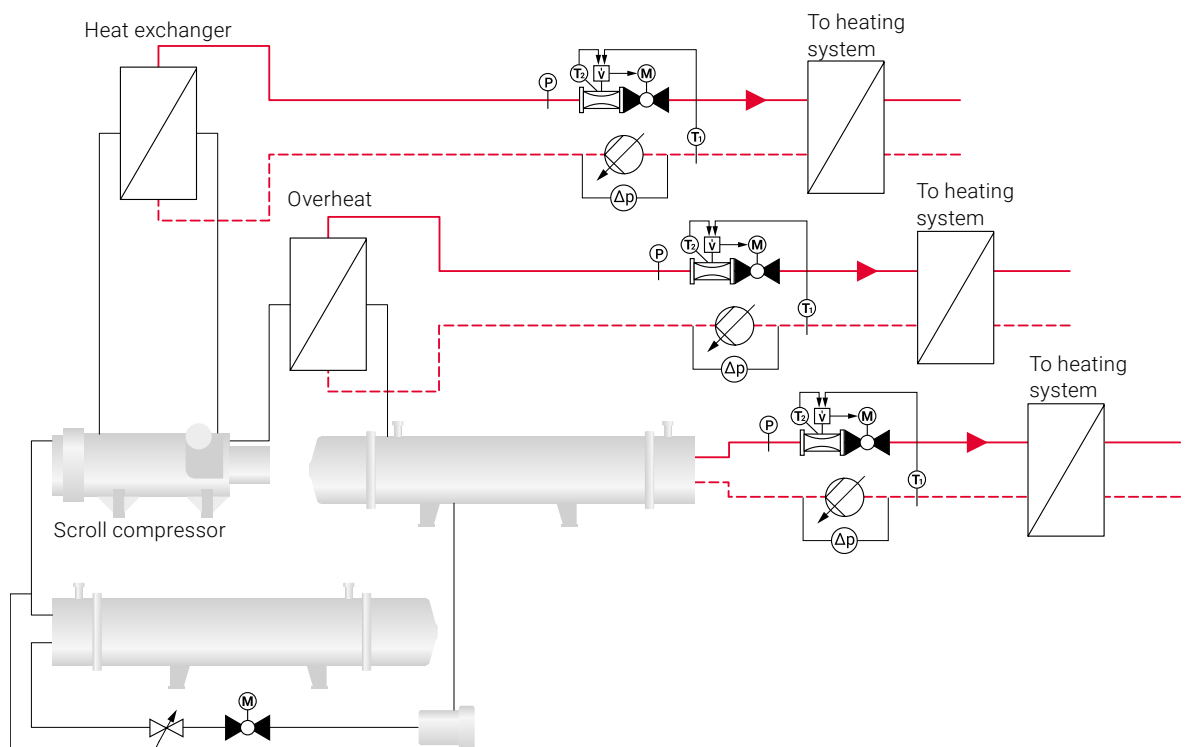 Heat exchanger
To heating
system
T₂
V̇
M
P
T₁
Δp
Overheat
To heating
system
T₂
V̇
M
P
T₁
Δp
To heating
system
T₂
V̇
M
P
T₁
Δp
Scroll compressor
M